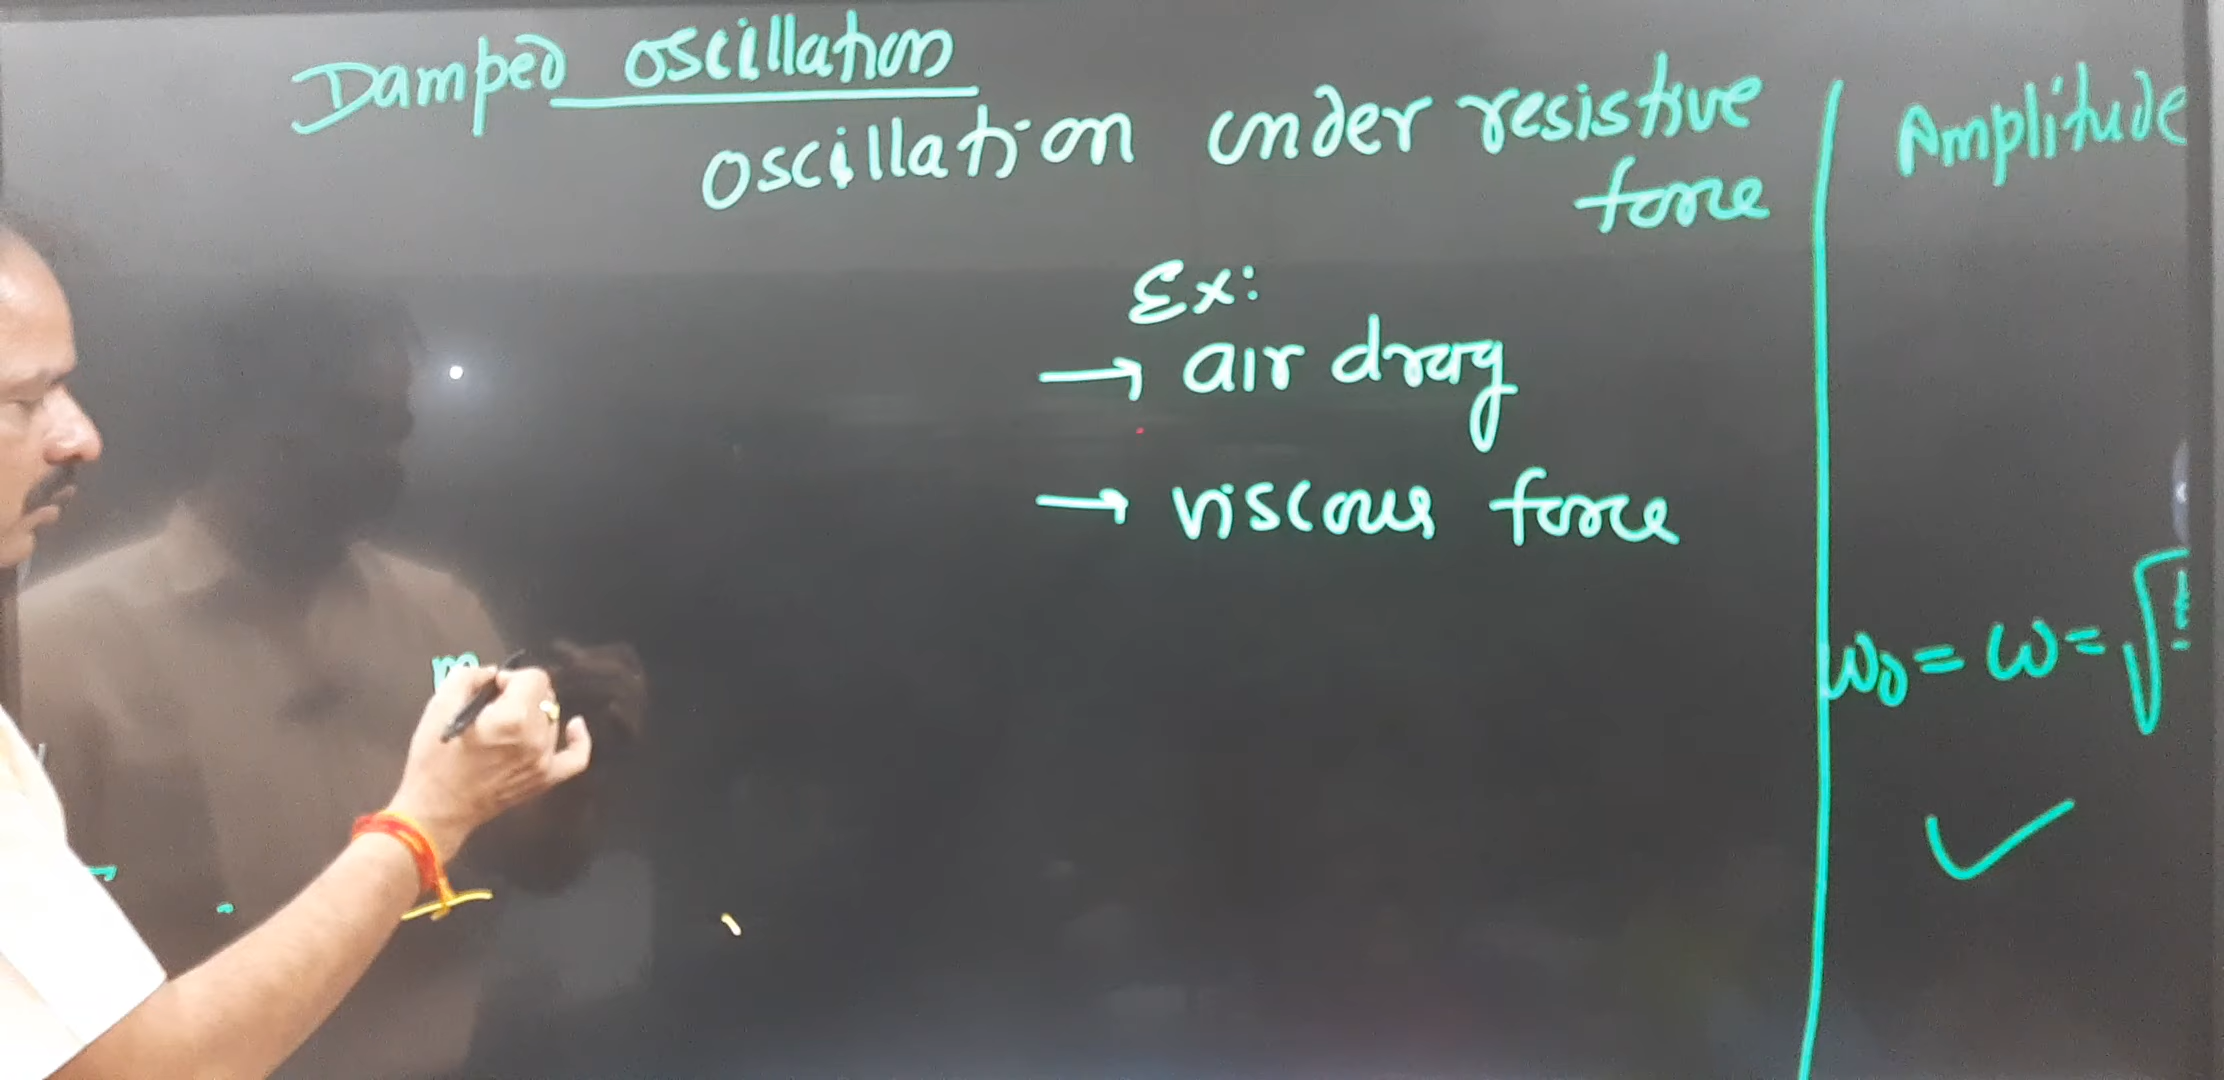 Damped oscillation
oscillation under resistive
force
Ex:
→ air drag
→ viscous force
m
Amplitude
ω₀ = ω = √